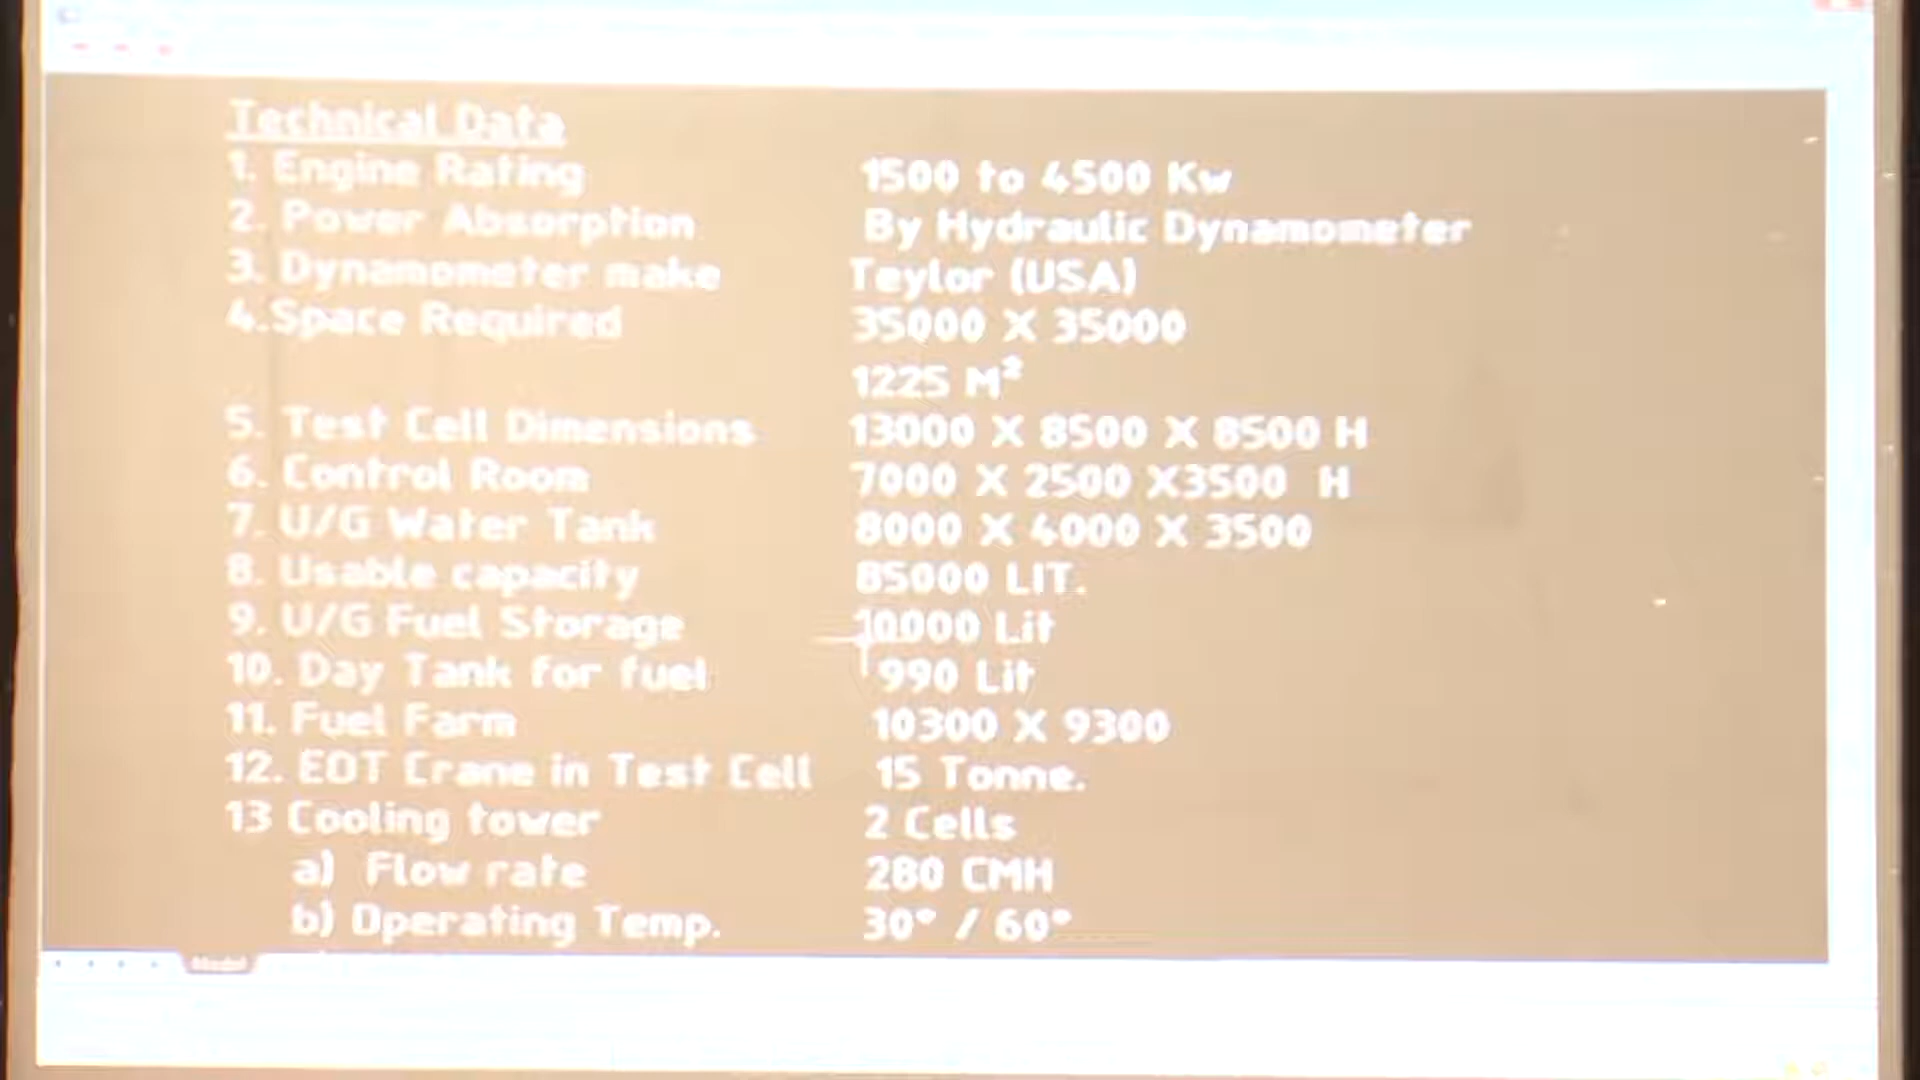 Technical Data
1. Engine Rating 1500 to 4500 Kw
2. Power Absorption By Hydraulic Dynamometer
3. Dynamometer make Teylor (USA)
4.Space Required 35000 X 35000
1225 M²
5. Test Cell Dimensions 13000 X 8500 X 8500 H
6. Control Room 7000 X 2500 X3500 H
7. U/G Water Tank 8000 X 4000 X 3500
8. Usable capacity 85000 LIT.
9. U/G Fuel Storage 10000 Lit
10. Day Tank for fuel 990 Lit
11. Fuel Farm 10300 X 9300
12. EOT Crane in Test Cell 15 Tonne.
13 Cooling tower 2 Cells
a) Flow rate 280 CMH
b) Operating Temp. 30° / 60°
Model